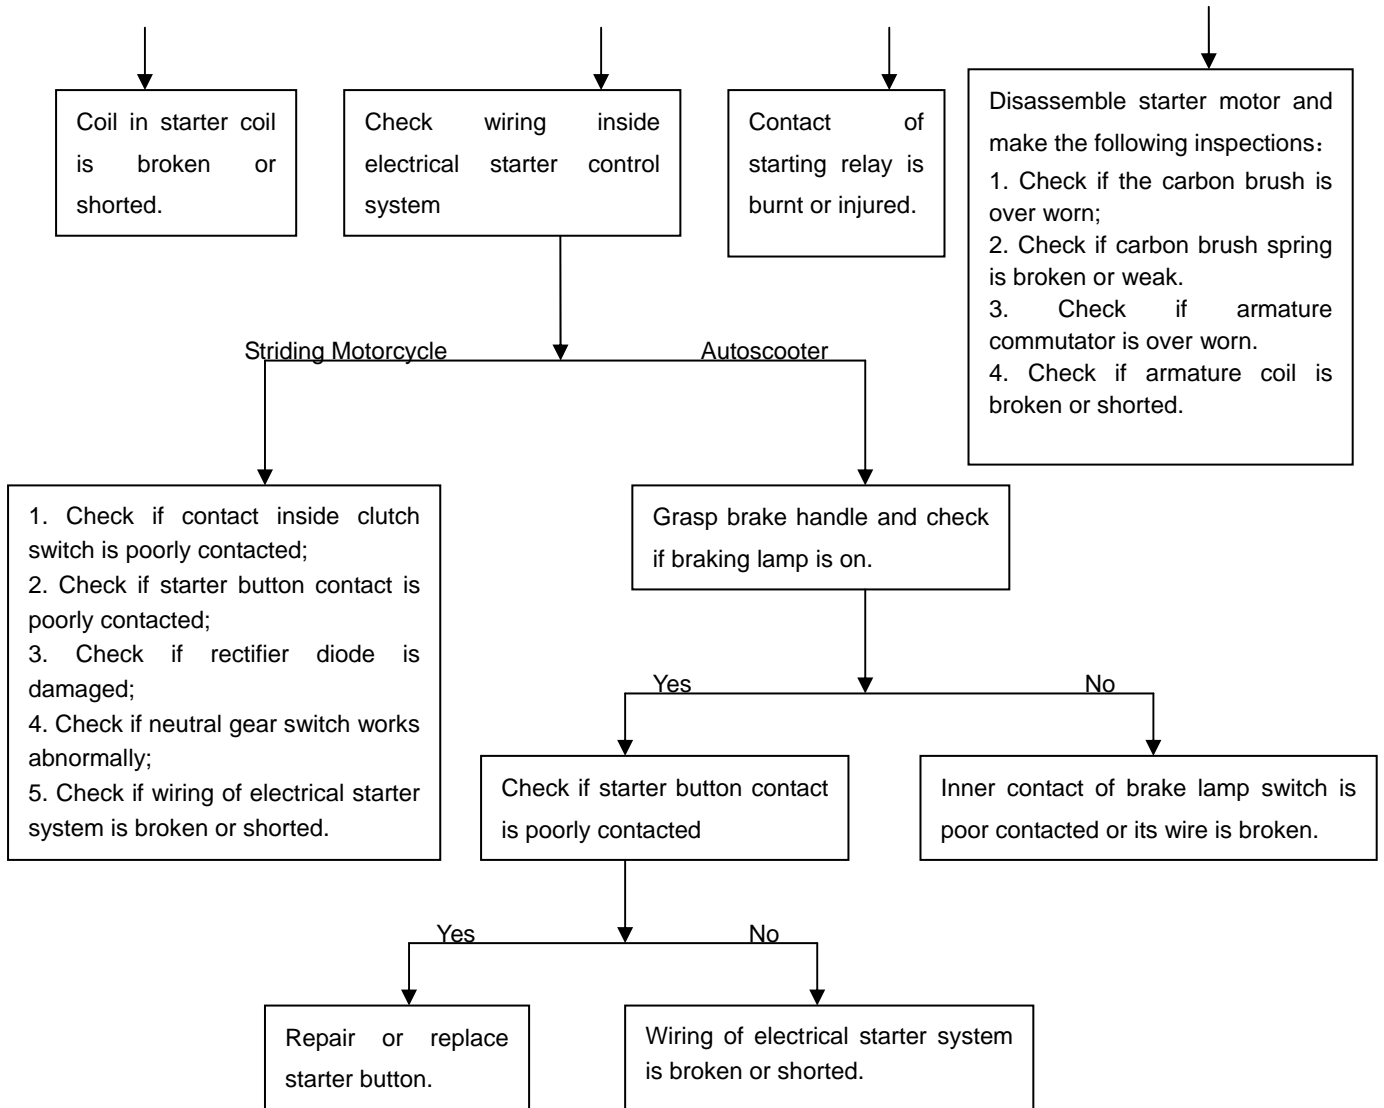 Coil in starter coil
is broken or
shorted.
Check wiring inside
electrical starter control
system
Contact of
starting relay is
burnt or injured.
Disassemble starter motor and
make the following inspections：
1. Check if the carbon brush is
over worn;
2. Check if carbon brush spring
is broken or weak.
3. Check if armature
commutator is over worn.
4. Check if armature coil is
broken or shorted.
Striding Motorcycle
Autoscooter
1. Check if contact inside clutch
switch is poorly contacted;
2. Check if starter button contact is
poorly contacted;
3. Check if rectifier diode is
damaged;
4. Check if neutral gear switch works
abnormally;
5. Check if wiring of electrical starter
system is broken or shorted.
Grasp brake handle and check
if braking lamp is on.
Yes
No
Check if starter button contact
is poorly contacted
Inner contact of brake lamp switch is
poor contacted or its wire is broken.
Yes
No
Repair or replace
starter button.
Wiring of electrical starter system
is broken or shorted.